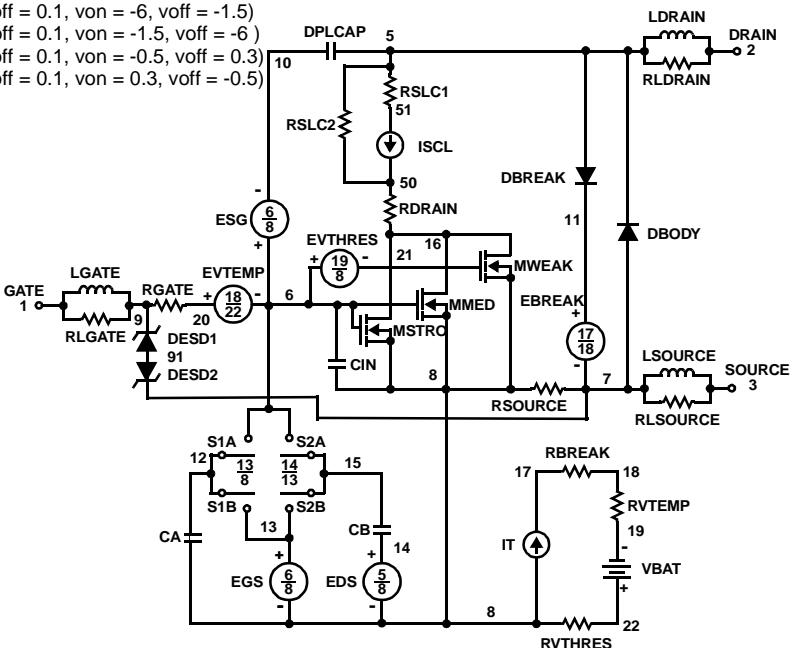 off = 0.1, von = -6, voff = -1.5)
off = 0.1, von = -1.5, voff = -6 )
off = 0.1, von = -0.5, voff = 0.3)
off = 0.1, von = 0.3, voff = -0.5)
LDRAIN
DPLCAP
5
DRAIN
2
10
RLDRAIN
RSLC1
51
RSLC2
ISCL
50
DBREAK
-
RDRAIN
ESG
6
8
11
DBODY
+
EVTHRES
16
+
19
8
-
21
MWEAK
LGATE
EVTEMP
GATE
1
RGATE
+
18
22
-
6
MMED
EBREAK
+
9
20
MSTRO
17
18
-
RLGATE
DESD1
91
DESD2
CIN
LSOURCE
8
7
SOURCE
3
RSOURCE
RLSOURCE
S1A
S2A
12
13
8
14
13
15
RBREAK
17
18
S1B
S2B
RVTEMP
13
CB
19
CA
14
IT
-
+
+
VBAT
EGS
6
8
EDS
5
8
+
-
-
8
22
RVTHRES